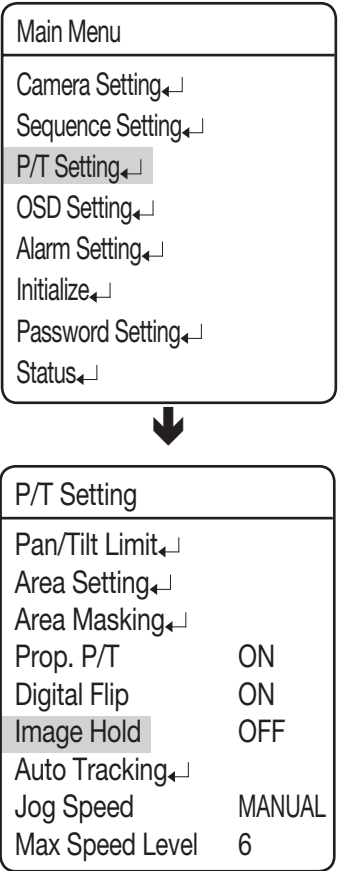 Main Menu
Camera Setting↵
Sequence Setting↵
P/T Setting↵
OSD Setting↵
Alarm Setting↵
Initialize↵
Password Setting↵
Status↵
P/T Setting
Pan/Tilt Limit↵
Area Setting↵
Area Masking↵
Prop. P/T ON
Digital Flip ON
Image Hold OFF
Auto Tracking↵
Jog Speed MANUAL
Max Speed Level 6